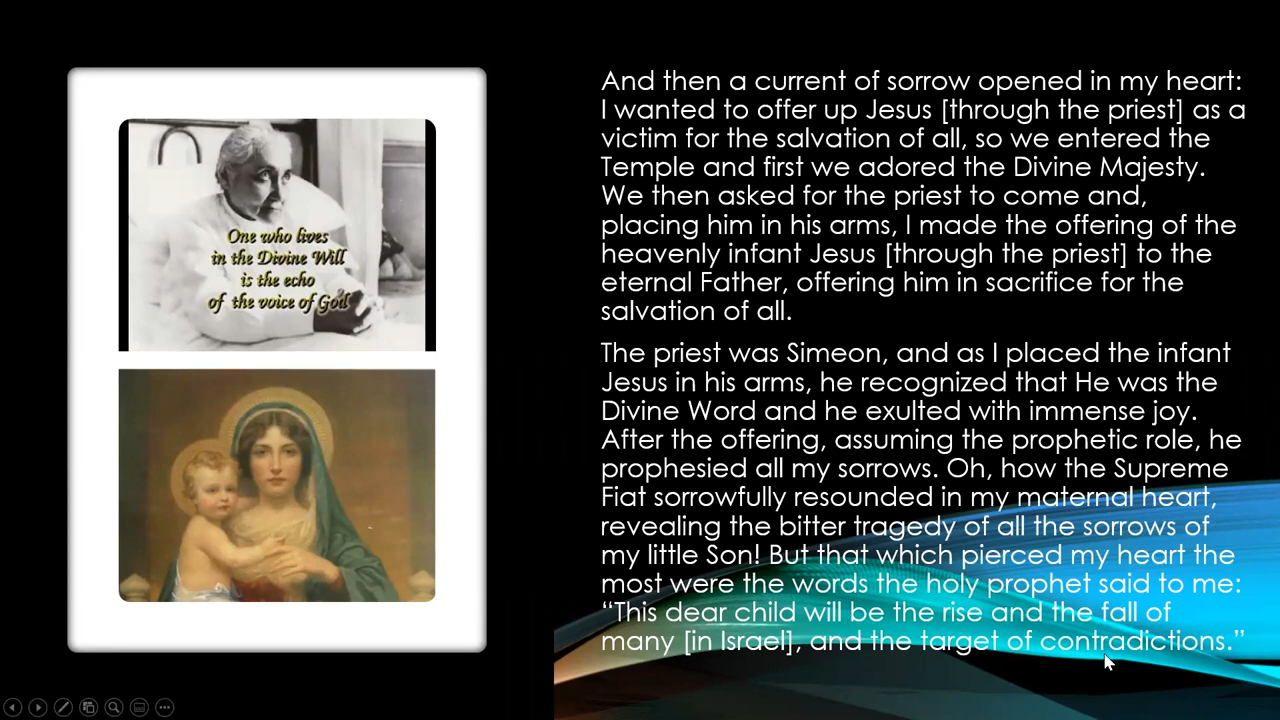 One who lives
in the Divine Will
is the echo
of the voice of God
And then a current of sorrow opened in my heart:
I wanted to offer up Jesus [through the priest] as a
victim for the salvation of all, so we entered the
Temple and first we adored the Divine Majesty.
We then asked for the priest to come and,
placing him in his arms, I made the offering of the
heavenly infant Jesus [through the priest] to the
eternal Father, offering him in sacrifice for the
salvation of all.
The priest was Simeon, and as I placed the infant
Jesus in his arms, he recognized that He was the
Divine Word and he exulted with immense joy.
After the offering, assuming the prophetic role, he
prophesied all my sorrows. Oh, how the Supreme
Fiat sorrowfully resounded in my maternal heart,
revealing the bitter tragedy of all the sorrows of
my little Son! But that which pierced my heart the
most were the words the holy prophet said to me:
“This dear child will be the rise and the fall of
many [in Israel], and the target of contradictions.”